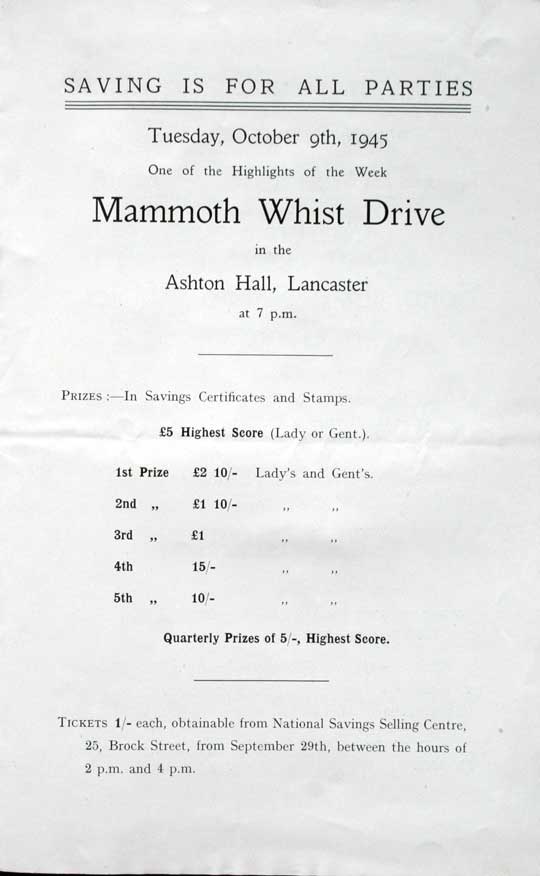 SAVING IS FOR ALL PARTIES
Tuesday, October 9th, 1945
One of the Highlights of the Week
Mammoth Whist Drive
in the
Ashton Hall, Lancaster
at 7 p.m.
PRIZES :—In Savings Certificates and Stamps.
£5 Highest Score (Lady or Gent.).
1st Prize £2 10/- Lady's and Gent's.
2nd ,, £1 10/- ,, ,,
3rd ,, £1 ,, ,,
4th 15/- ,, ,,
5th ,, 10/- ,, ,,
Quarterly Prizes of 5/-, Highest Score.
TICKETS 1/- each, obtainable from National Savings Selling Centre,
25, Brock Street, from September 29th, between the hours of
2 p.m. and 4 p.m.